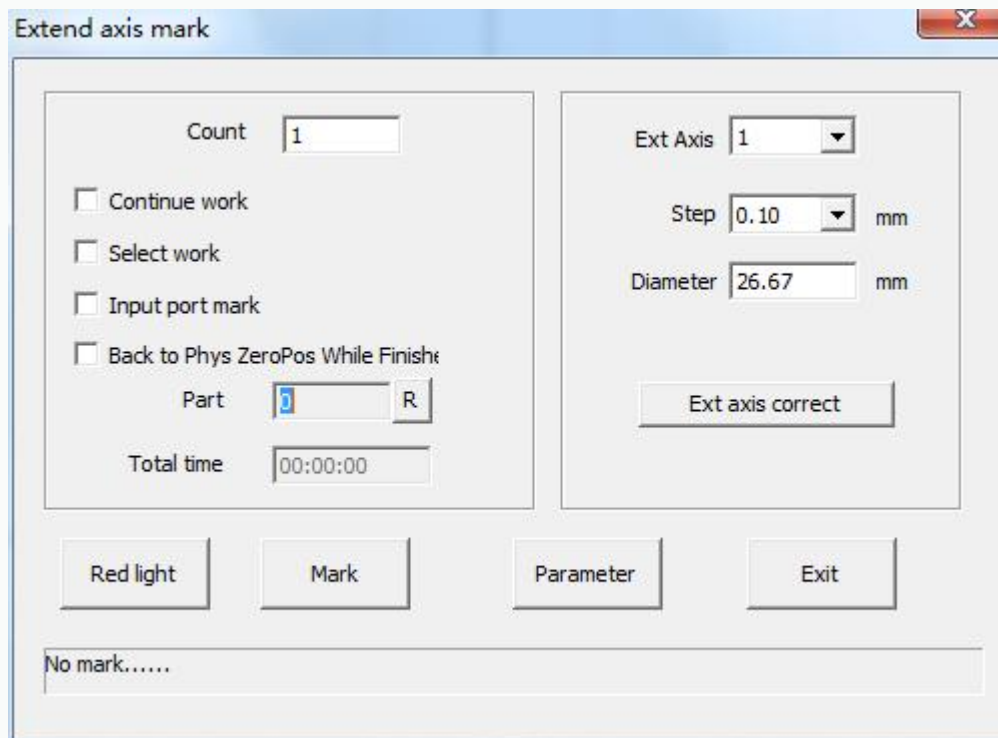 Extend axis mark
Count 1
Continue work
Select work
Input port mark
Back to Phys ZeroPos While Finishe
Part 0 R
Total time 00:00:00
Ext Axis 1
Step 0.10 mm
Diameter 26.67 mm
Ext axis correct
Red light Mark Parameter Exit
No mark......